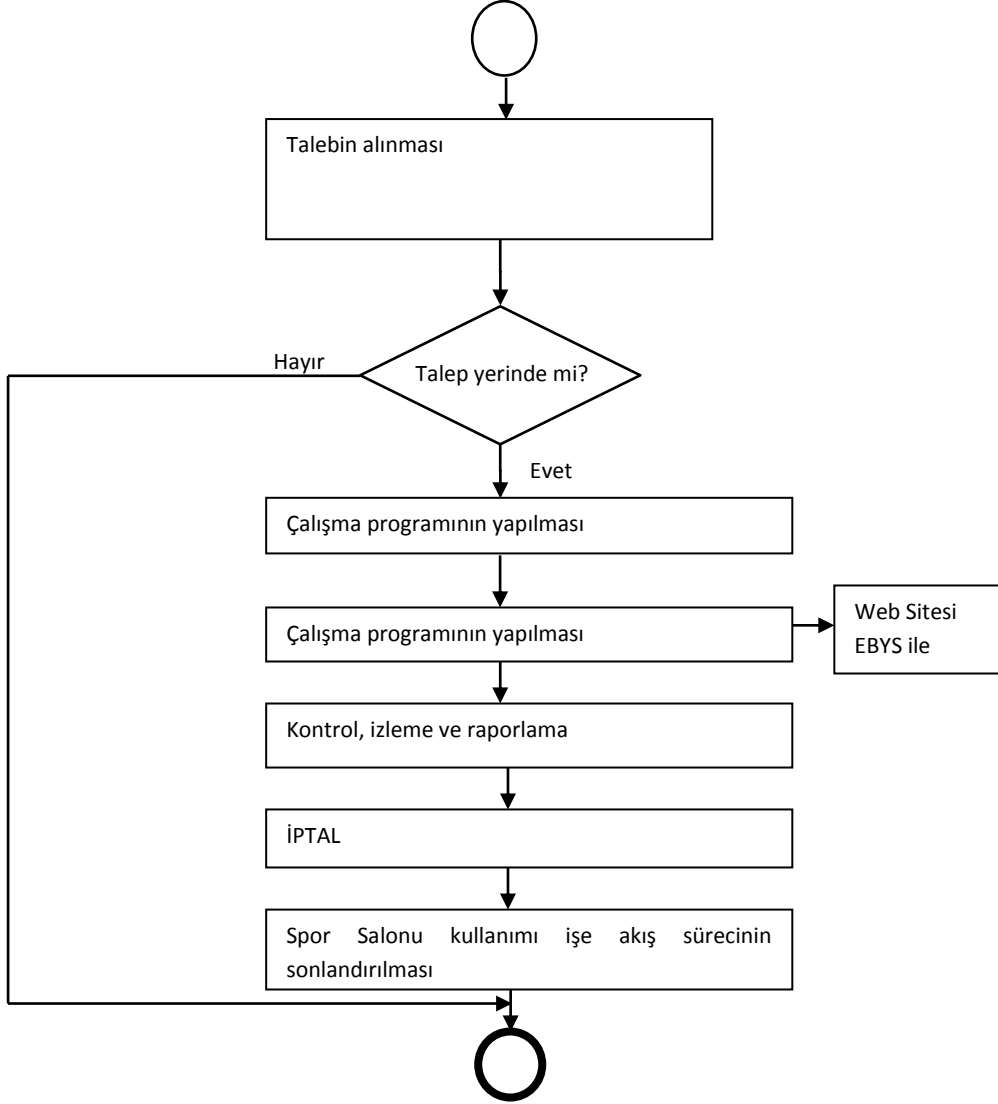 Talebin alınması
Hayır
Talep yerinde mi?
Evet
Çalışma programının yapılması
Çalışma programının yapılması
Web Sitesi
EBYS ile
Kontrol, izleme ve raporlama
İPTAL
Spor Salonu kullanımı işe akış sürecinin
sonlandırılması